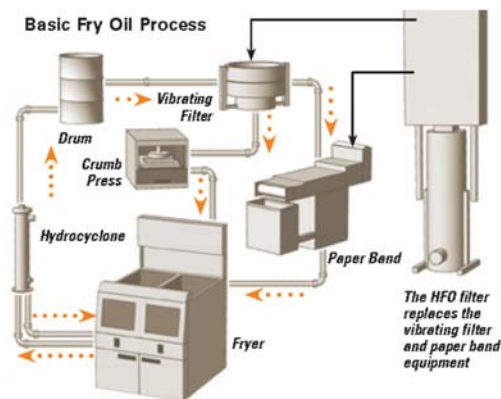 Basic Fry Oil Process
Vibrating
Filter
Drum
Crumb
Press
Hydrocyclone
Paper Band
Fryer
The HFO filter
replaces the
vibrating filter
and paper band
equipment